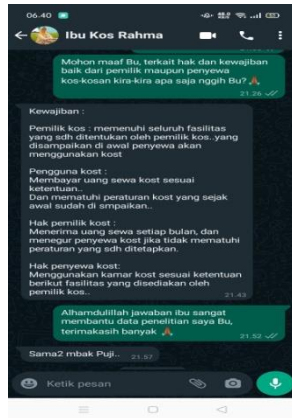 06.40
Ibu Kos Rahma
Mohon maaf Bu, terkait hak dan kewajiban
baik dari pemilik maupun penyewa
kos-kosan kira-kira apa saja nggih Bu? 🙏
21.26
Kewajiban :
Pemilik kos : memenuhi seluruh fasilitas
yang sdh ditentukan oleh pemilik kos..yang
disampaikan di awal penyewa akan
menggunakan kost
Pengguna kost :
Membayar uang sewa kost sesuai
ketentuan..
Dan mematuhi peraturan kost yang sejak
awal sudah di smpaikan..
Hak pemilik kost :
Menerima uang sewa setiap bulan, dan
menegur penyewa kost jika tidak mematuhi
peraturan yang sdh ditetapkan.
Hak penyewa kost:
Menggunakan kamar kost sesuai ketentuan
berikut fasilitas yang disediakan oleh
pemilik kos..
21.43
Alhamdulillah jawaban ibu sangat
membantu data penelitian saya Bu,
terimakasih banyak 🙏
21.52
Sama2 mbak Puji..
21.57
Ketik pesan